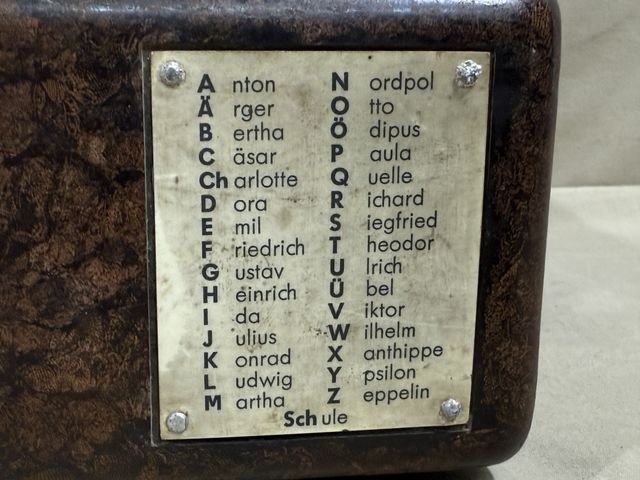 Anton
Ärger
Bertha
Cäsar
Charlotte
Dora
Emil
Friedrich
Gustav
Heinrich
Ida
Julius
Konrad
Ludwig
Martha
Nordpol
Otto
Ödipus
Paula
Quelle
Richard
Siegfried
Theodor
Ulrich
Übel
Viktor
Wilhelm
Xanthippe
Ypsilon
Zeppelin
Schule